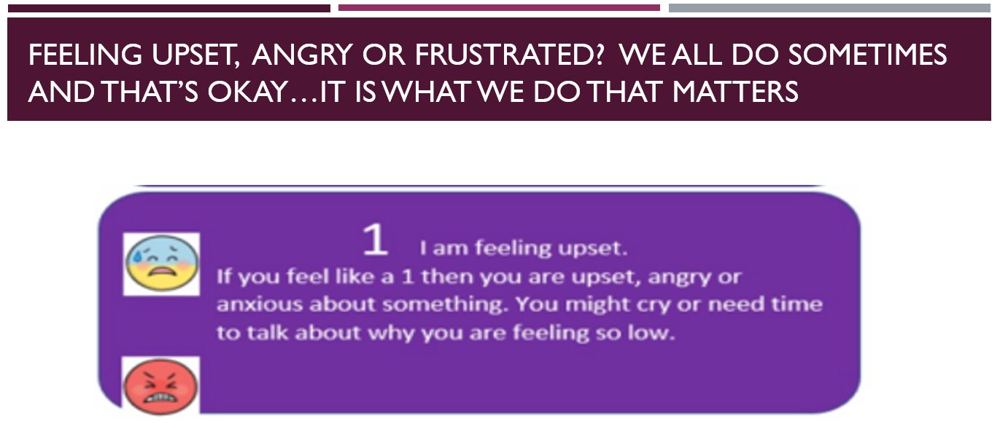 FEELING UPSET, ANGRY OR FRUSTRATED? WE ALL DO SOMETIMES
AND THAT’S OKAY…IT IS WHAT WE DO THAT MATTERS
1 I am feeling upset.
If you feel like a 1 then you are upset, angry or
anxious about something. You might cry or need time
to talk about why you are feeling so low.